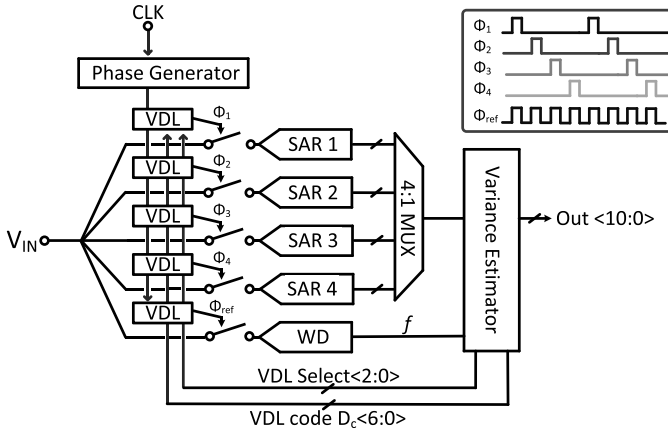 CLK
Phase Generator
VDL
Φ1
SAR 1
VDL
Φ2
SAR 2
VDL
Φ3
SAR 3
VDL
Φ4
SAR 4
VDL
Φref
WD
VIN
4:1 MUX
f
Variance Estimator
Out <10:0>
VDL Select<2:0>
VDL code Dc<6:0>
Φ1
Φ2
Φ3
Φ4
Φref